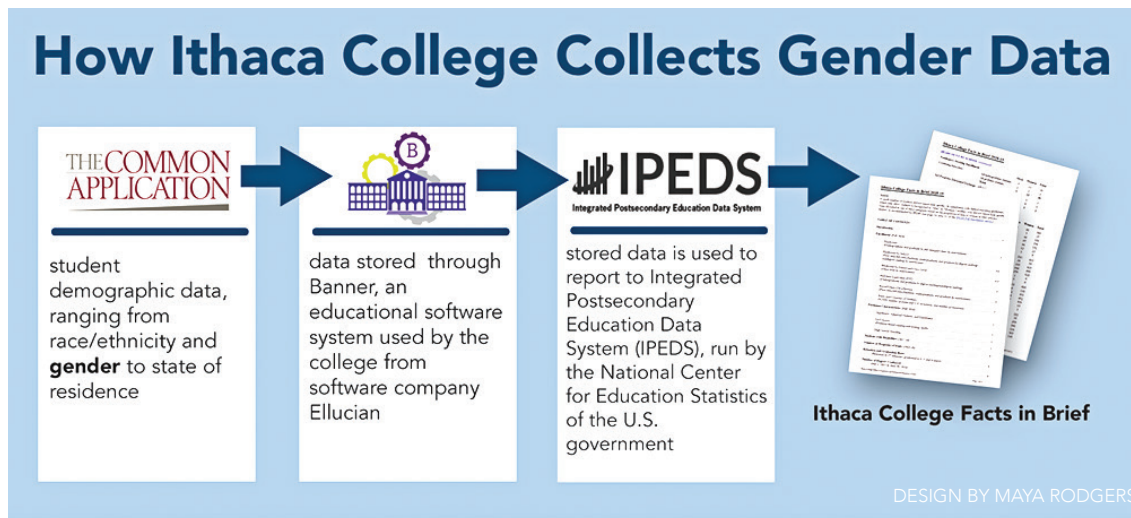 How Ithaca College Collects Gender Data
THE COMMON
APPLICATION
student
demographic data,
ranging from
race/ethnicity and
gender to state of
residence
B
data stored through
Banner, an
educational software
system used by the
college from
software company
Ellucian
IPEDS
Integrated Postsecondary Education Data System
stored data is used to
report to Integrated
Postsecondary
Education Data
System (IPEDS), run by
the National Center
for Education Statistics
of the U.S.
government
Ithaca College Facts in Brief
DESIGN BY MAYA RODGERS